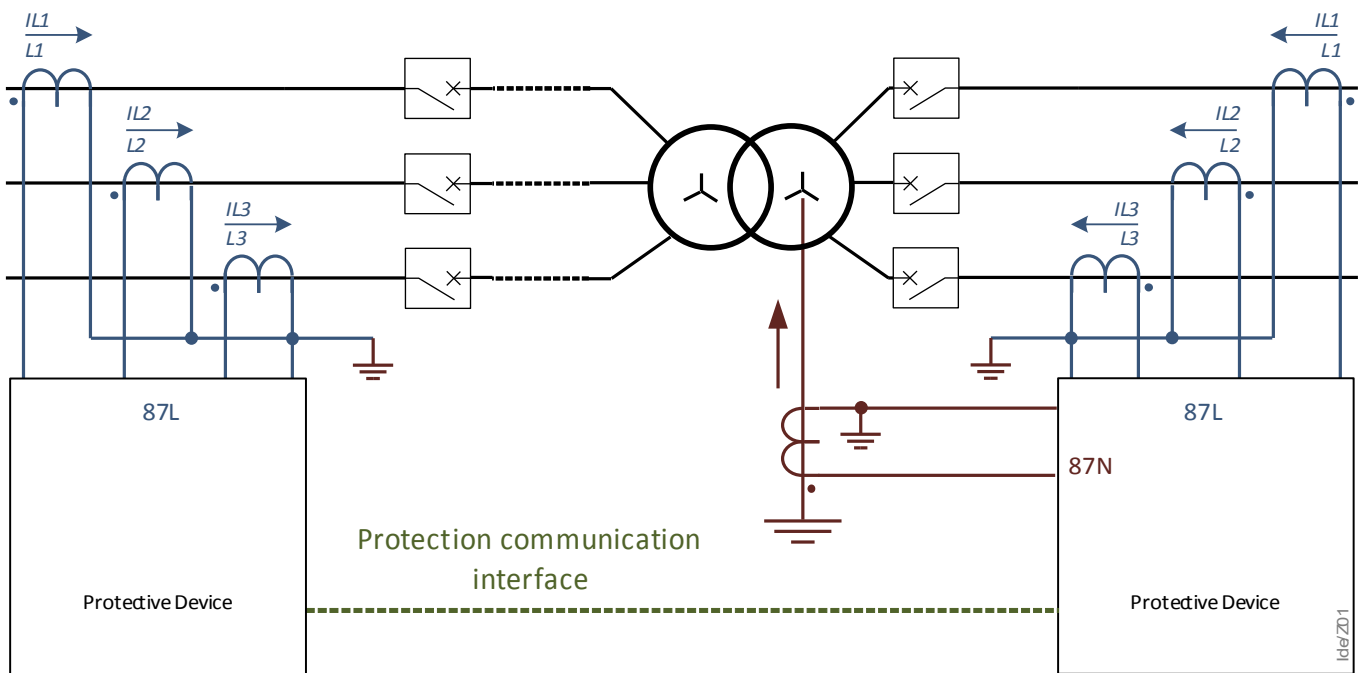 IL1
L1
IL2
L2
IL3
L3
IL1
L1
IL2
L2
IL3
L3
87L
87L
87N
Protection communication
interface
Protective Device
Protective Device
Ide/Z01